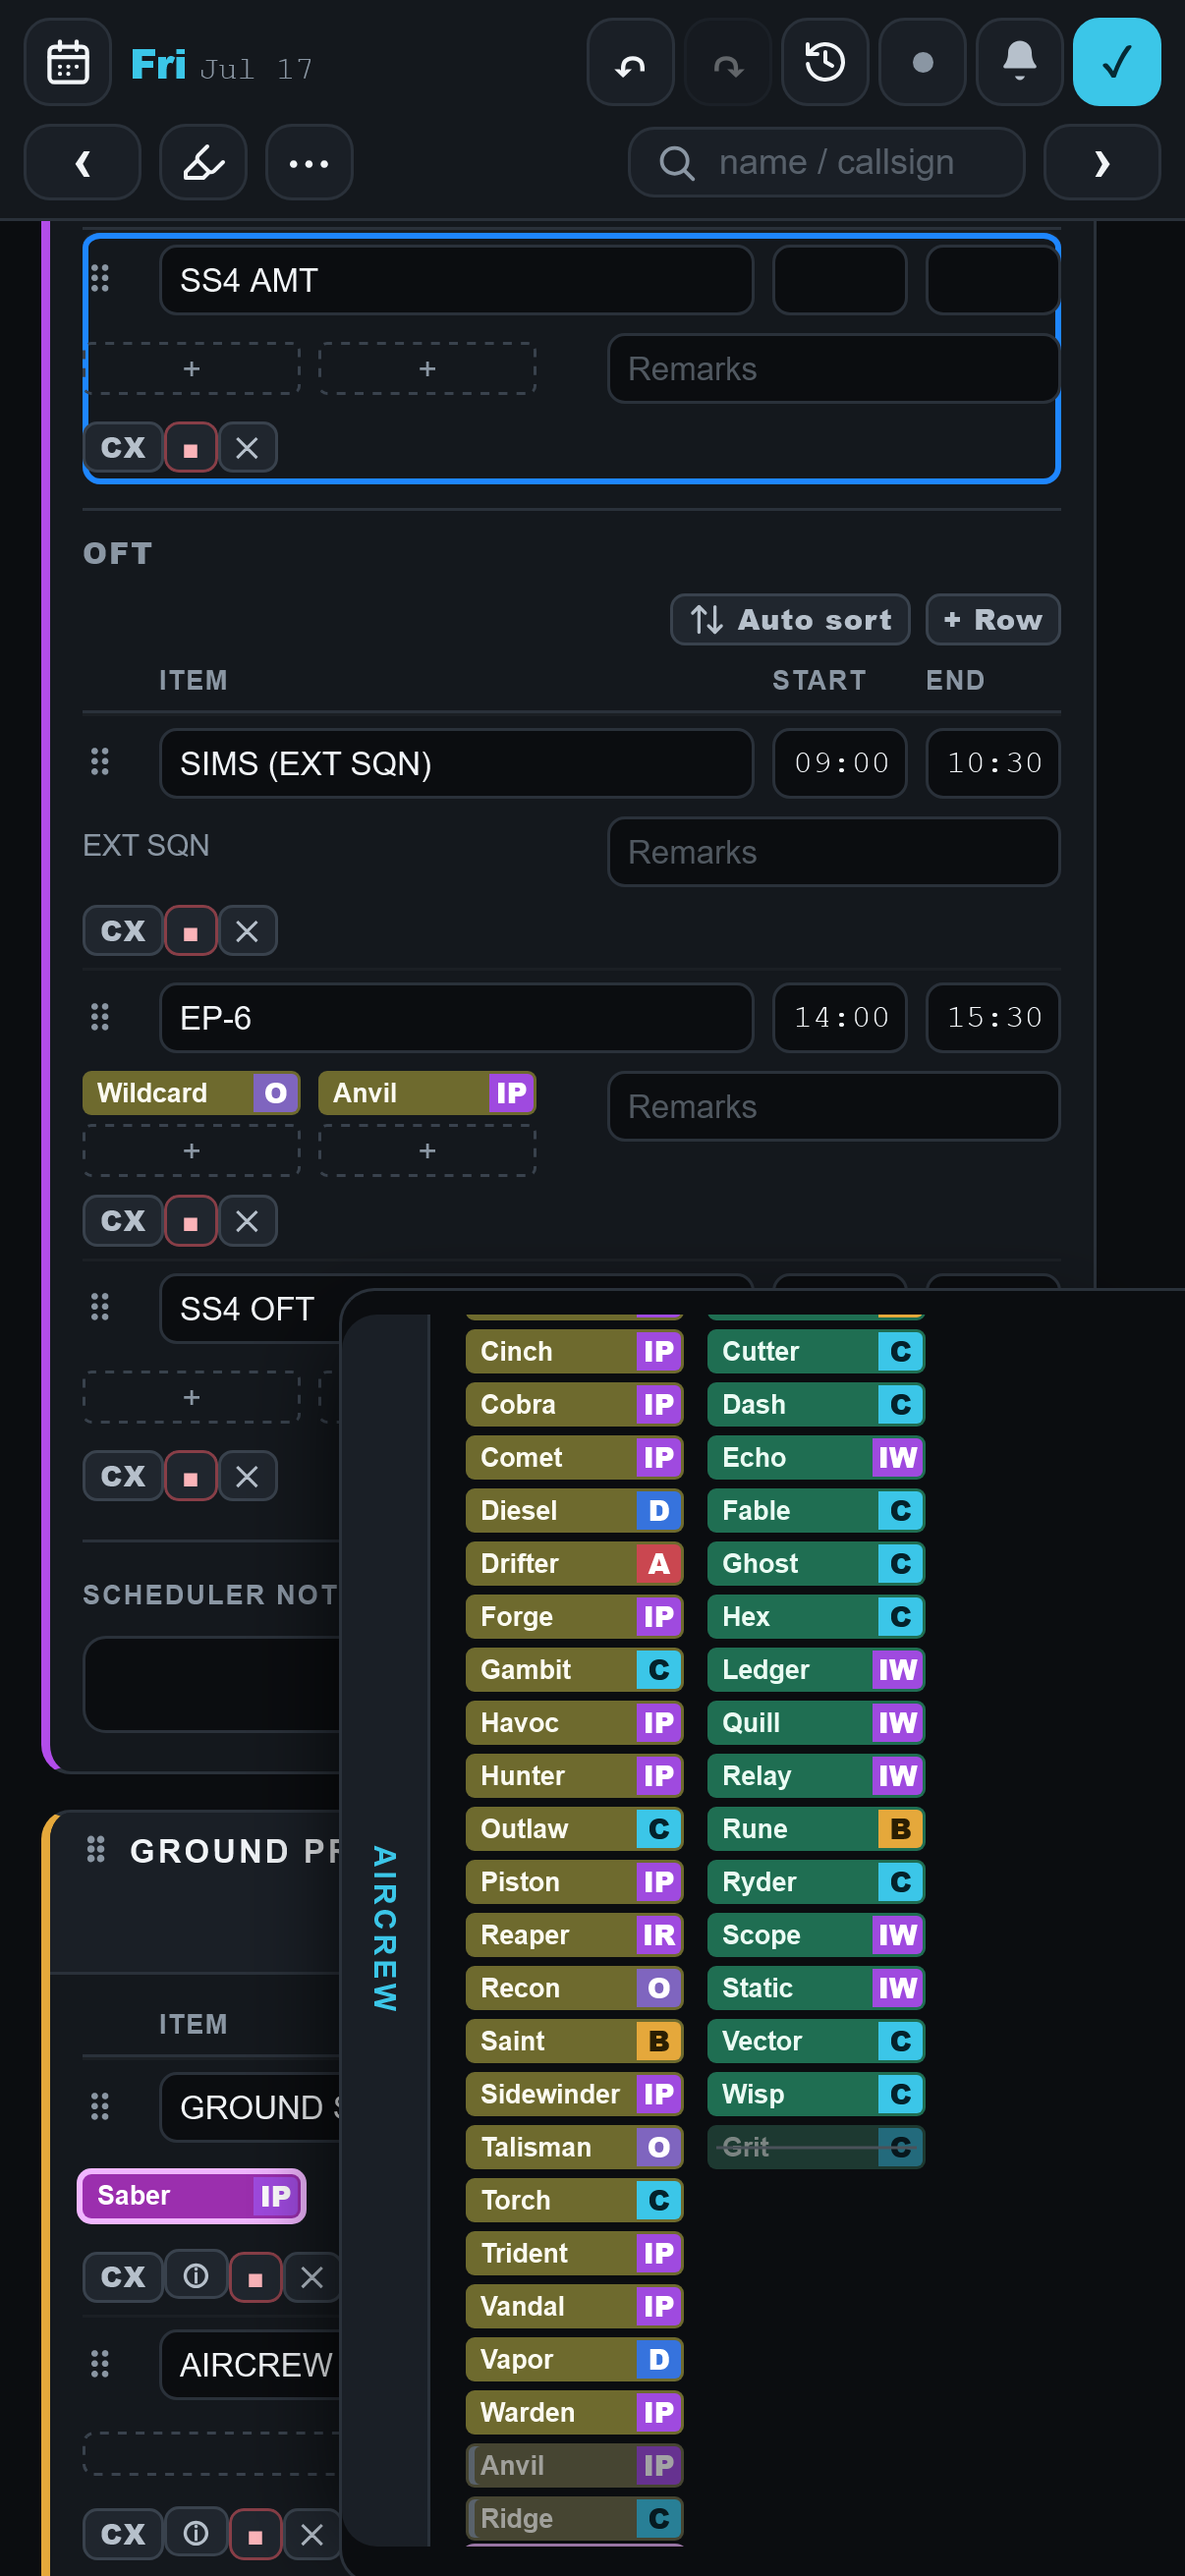 Fri Jul 17
name / callsign
SS4 AMT
+ + Remarks
CX
OFT
Auto sort + Row
ITEM START END
SIMS (EXT SQN) 09:00 10:30
EXT SQN Remarks
CX
EP-6 14:00 15:30
Wildcard O Anvil IP Remarks
+ +
CX
SS4 OFT
+
CX
SCHEDULER NOT
GROUND PR
ITEM
GROUND S
Saber IP
CX
AIRCREW
CX
AIRCREW
Cinch IP Cutter C
Cobra IP Dash C
Comet IP Echo IW
Diesel D Fable C
Drifter A Ghost C
Forge IP Hex C
Gambit C Ledger IW
Havoc IP Quill IW
Hunter IP Relay IW
Outlaw C Rune B
Piston IP Ryder C
Reaper IR Scope IW
Recon O Static IW
Saint B Vector C
Sidewinder IP Wisp C
Talisman O Grit C
Torch C
Trident IP
Vandal IP
Vapor D
Warden IP
Anvil IP
Ridge C